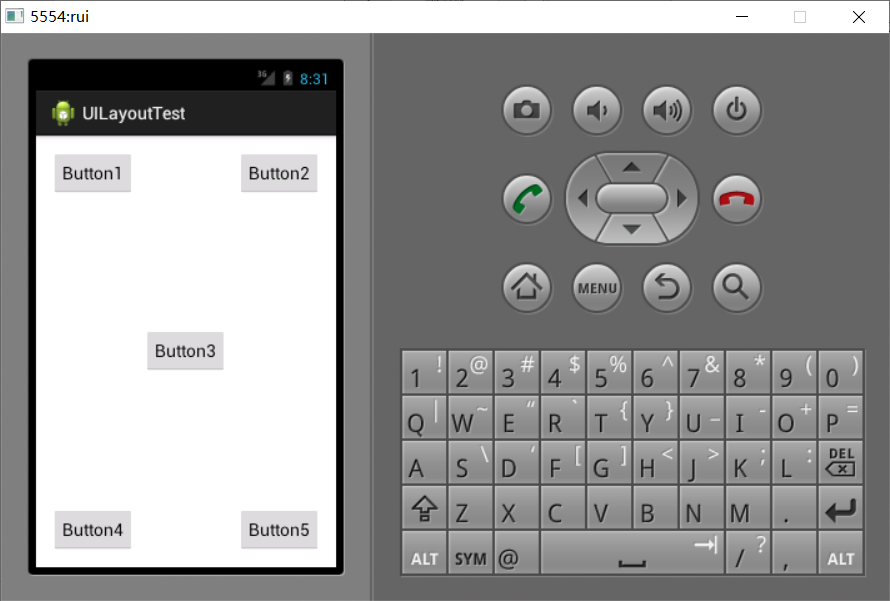 5554:rui
3G 8:31
UILayoutTest
Button1 Button2
Button3
Button4 Button5
MENU
1 ! 2 @ 3 # 4 $ 5 % 6 ^ 7 & 8 * 9 ( 0 )
Q | W ~ E “ R ` T { Y } U _ I - O + P =
A S \ D ‘ F [ G ] H < J > K ; L : DEL
Z X C V B N M .
ALT SYM @ / ? , ALT